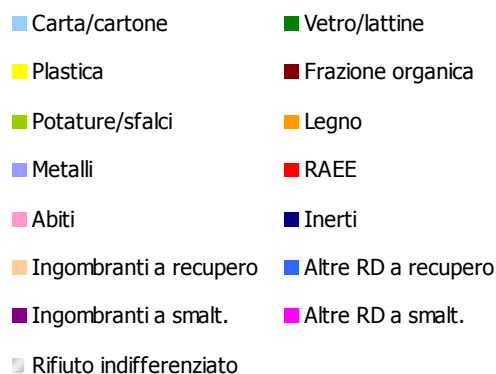 Carta/cartone Vetro/lattine
Plastica Frazione organica
Potature/sfalci Legno
Metalli RAEE
Abiti Inerti
Ingombranti a recupero Altre RD a recupero
Ingombranti a smalt. Altre RD a smalt.
Rifiuto indifferenziato